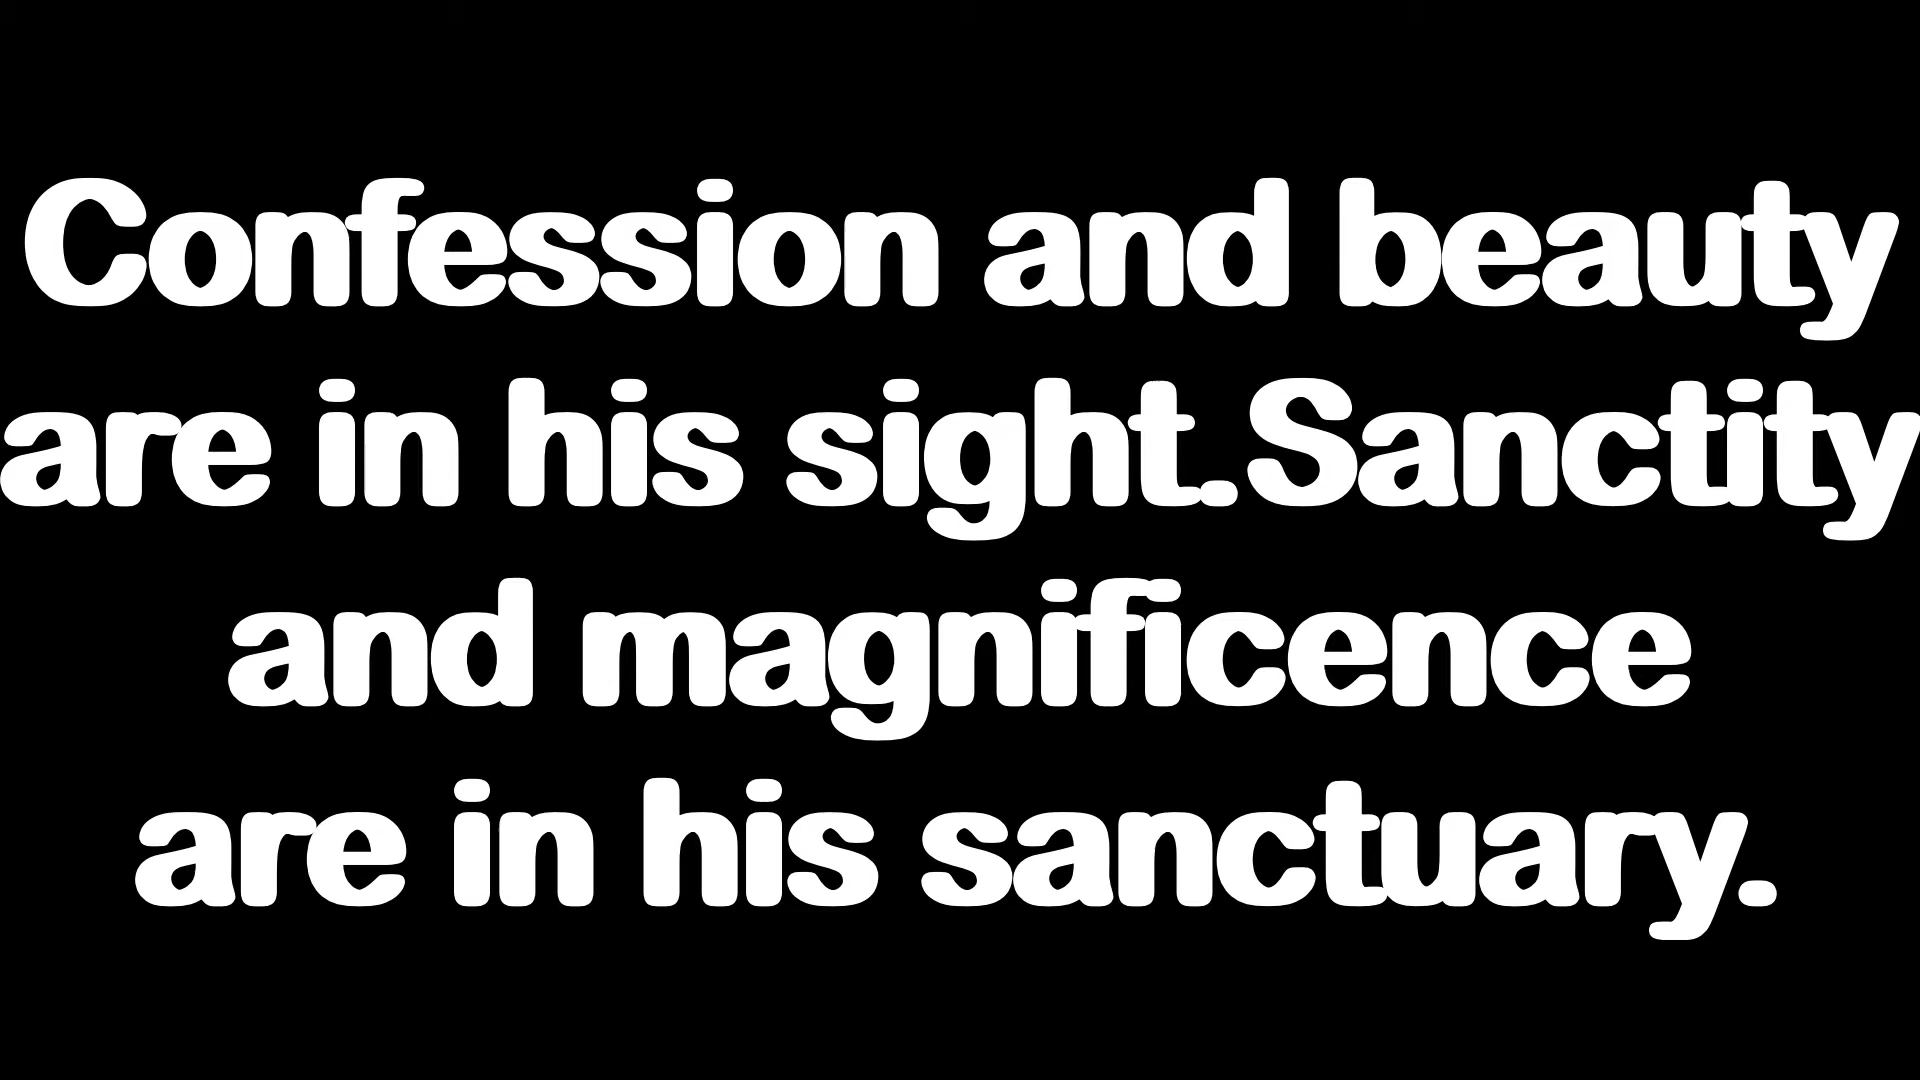 Confession and beauty
are in his sight.Sanctity
and magnificence
are in his sanctuary.